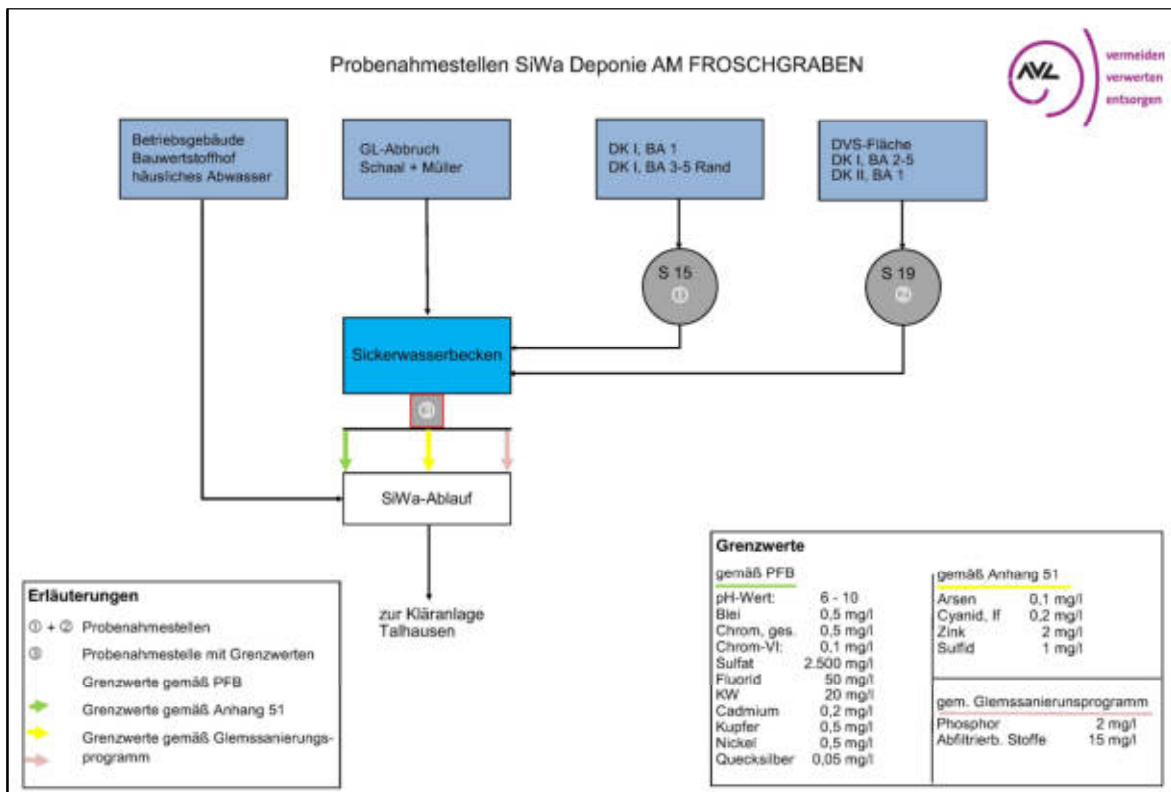 Probenahmestellen SiWa Deponie AM FROSCHGRABEN
AVL
vermeiden
verwerten
entsorgen
Betriebsgebäude
Bauwertstoffhof
häusliches Abwasser
GL-Abbruch
Schaal + Müller
DK I, BA 1
DK I, BA 3-5 Rand
DVS-Fläche
DK I, BA 2-5
DK II, BA 1
S 15
①
S 19
②
Sickerwasserbecken
③
SiWa-Ablauf
zur Kläranlage
Talhausen
Erläuterungen
① + ② Probenahmestellen
③ Probenahmestelle mit Grenzwerten
Grenzwerte gemäß PFB
Grenzwerte gemäß Anhang 51
Grenzwerte gemäß Glemssanierungs-
programm
Grenzwerte
gemäß PFB
pH-Wert: 6 - 10
Blei 0,5 mg/l
Chrom, ges. 0,5 mg/l
Chrom-VI: 0,1 mg/l
Sulfat 2.500 mg/l
Fluorid 50 mg/l
KW 20 mg/l
Cadmium 0,2 mg/l
Kupfer 0,5 mg/l
Nickel 0,5 mg/l
Quecksilber 0,05 mg/l
gemäß Anhang 51
Arsen 0,1 mg/l
Cyanid, lf 0,2 mg/l
Zink 2 mg/l
Sulfid 1 mg/l
gem. Glemssanierunsprogramm
Phosphor 2 mg/l
Abfiltrierb. Stoffe 15 mg/l